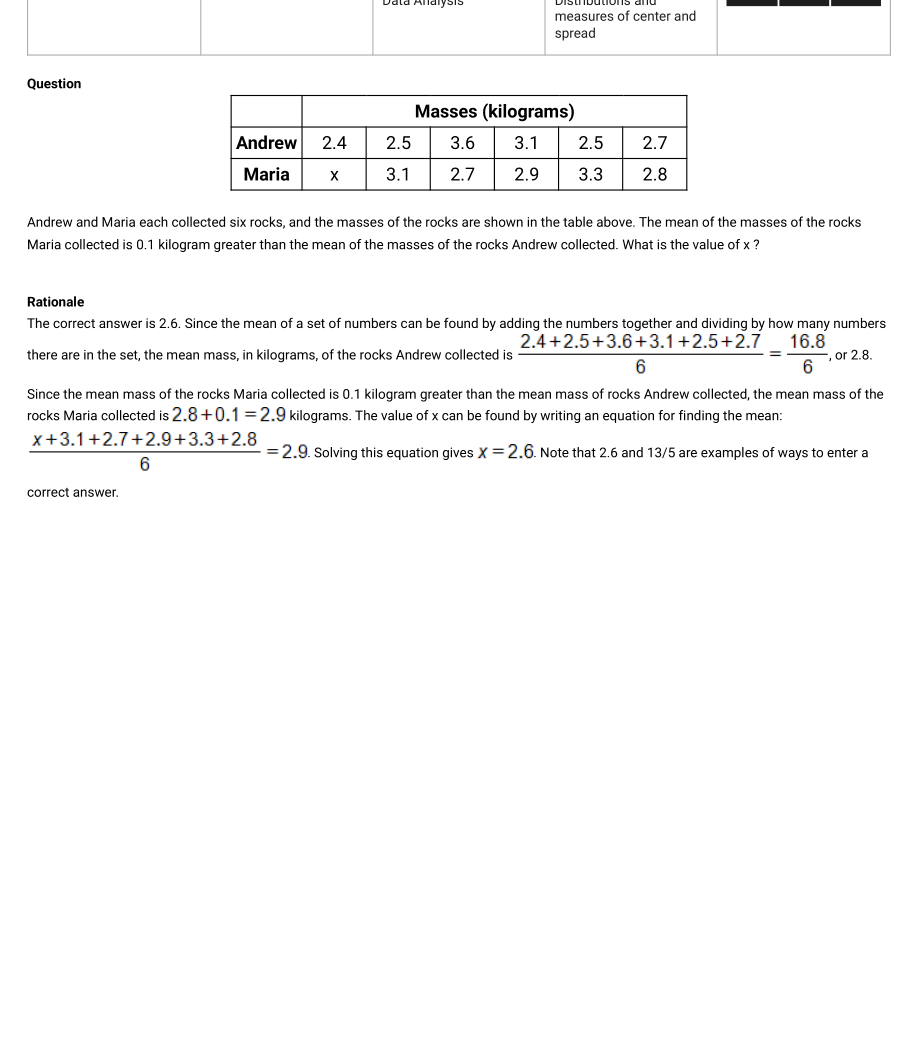 Data Analysis
Distributions and
measures of center and
spread
Question
Masses (kilograms)
Andrew 2.4 2.5 3.6 3.1 2.5 2.7
Maria x 3.1 2.7 2.9 3.3 2.8
Andrew and Maria each collected six rocks, and the masses of the rocks are shown in the table above. The mean of the masses of the rocks
Maria collected is 0.1 kilogram greater than the mean of the masses of the rocks Andrew collected. What is the value of x ?
Rationale
The correct answer is 2.6. Since the mean of a set of numbers can be found by adding the numbers together and dividing by how many numbers
there are in the set, the mean mass, in kilograms, of the rocks Andrew collected is 2.4+2.5+3.6+3.1+2.5+2.7/6 = 16.8/6, or 2.8.
Since the mean mass of the rocks Maria collected is 0.1 kilogram greater than the mean mass of rocks Andrew collected, the mean mass of the
rocks Maria collected is 2.8+0.1=2.9 kilograms. The value of x can be found by writing an equation for finding the mean:
x+3.1+2.7+2.9+3.3+2.8/6 =2.9. Solving this equation gives x=2.6. Note that 2.6 and 13/5 are examples of ways to enter a
correct answer.